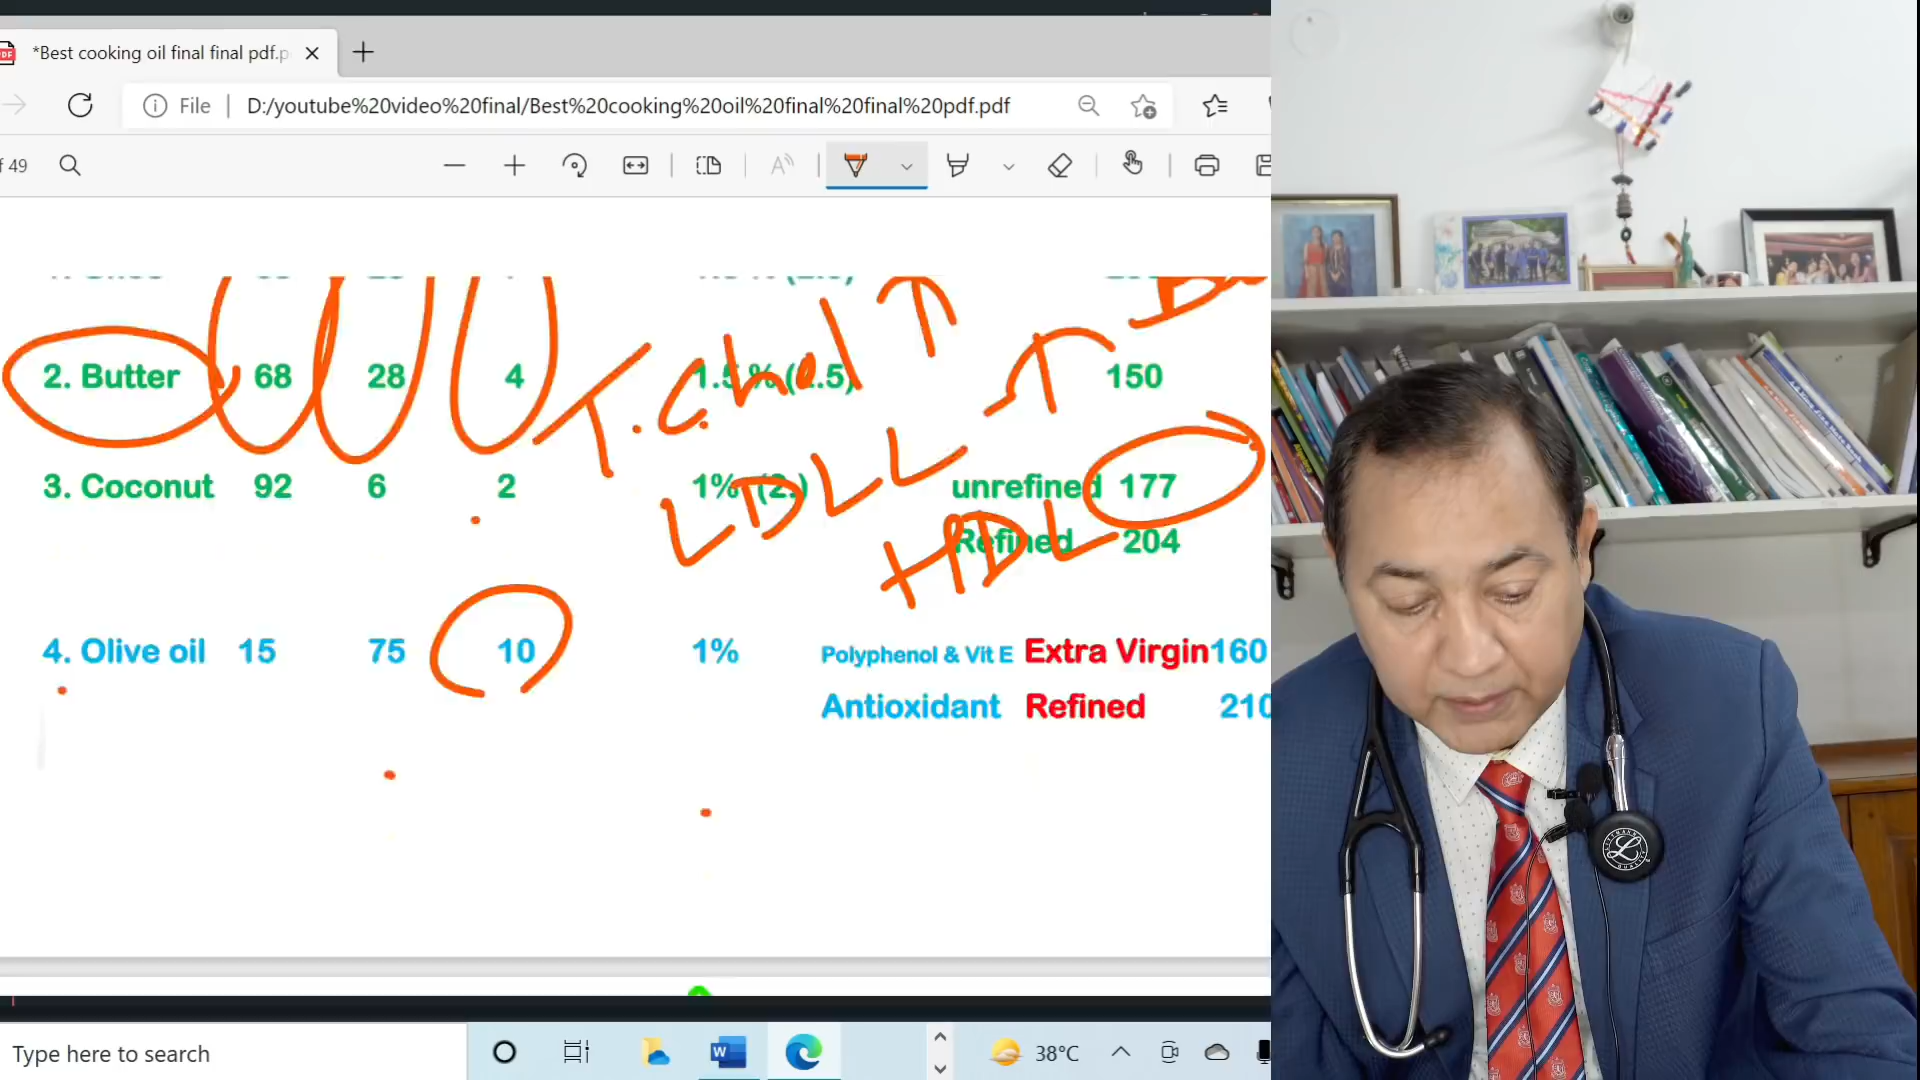 *Best cooking oil final final pdf.p
File
D:/youtube%20video%20final/Best%20cooking%20oil%20final%20final%20pdf.pdf
f 49
2. Butter 68 28 4 1.5 % (2.5) 150
T. Chol ↑
3. Coconut 92 6 2 1% (2.) unrefined 177
LDLL ↑
Refined 204
HDL
4. Olive oil 15 75 10 1% Polyphenol & Vit E Extra Virgin 160
Antioxidant Refined 210
Type here to search
38°C